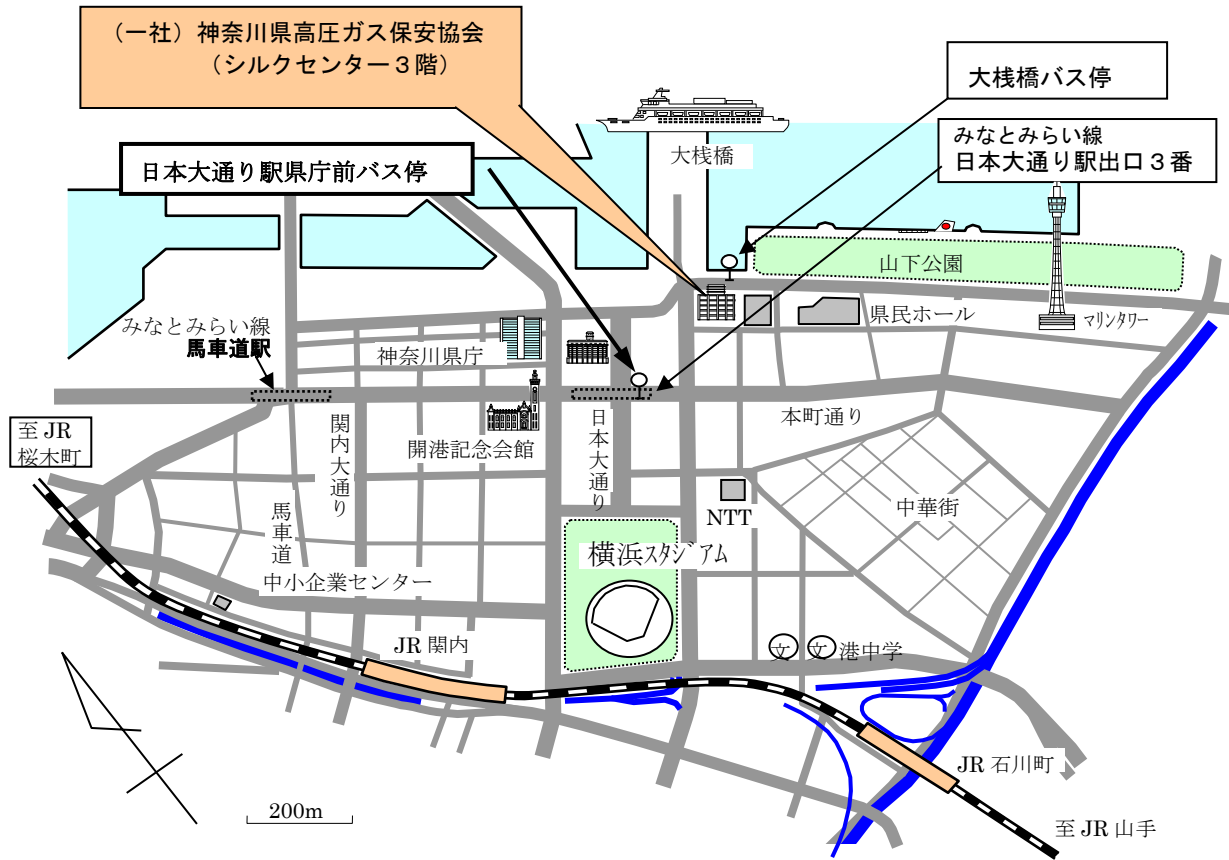 （一社）神奈川県高圧ガス保安協会
（シルクセンター３階）
大桟橋バス停
みなとみらい線
日本大通り駅出口３番
大桟橋
日本大通り駅県庁前バス停
山下公園
県民ホール
マリンタワー
みなとみらい線
馬車道駅
神奈川県庁
本町通り
至 JR
桜木町
関内大通り
開港記念会館
日本大通り
NTT
中華街
馬車道
横浜スタジアム
中小企業センター
JR 関内
文
文
港中学
JR 石川町
200m
至 JR 山手